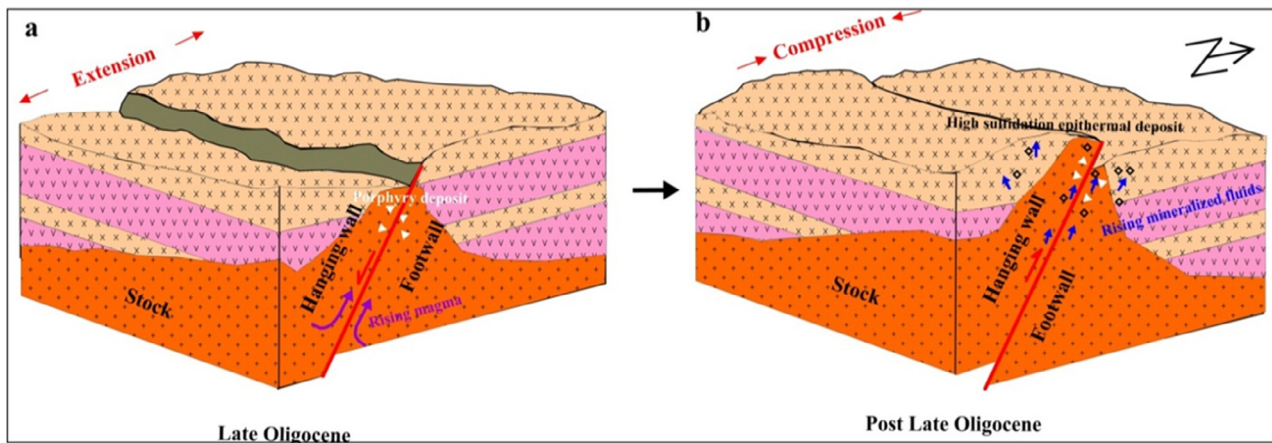 a
Extension
Porphyry deposit
Hanging wall
Footwall
Stock
Rising magma
Late Oligocene
b
Compression
Z
High sulfidation epithermal deposit
Rising mineralized fluids
Hanging wall
Footwall
Post Late Oligocene